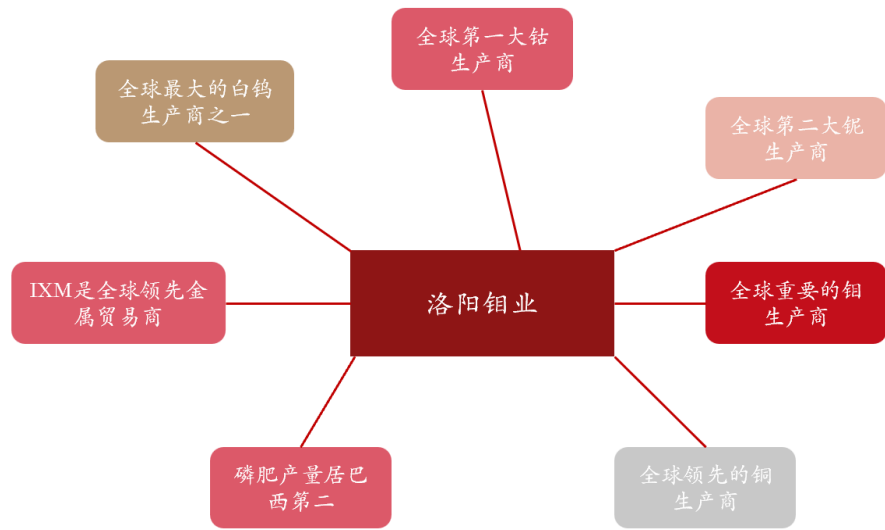 全球第一大钴
生产商
全球最大的白钨
生产商之一
全球第二大铌
生产商
IXM是全球领先金
属贸易商
洛阳钼业
全球重要的钼
生产商
磷肥产量居巴
西第二
全球领先的铜
生产商